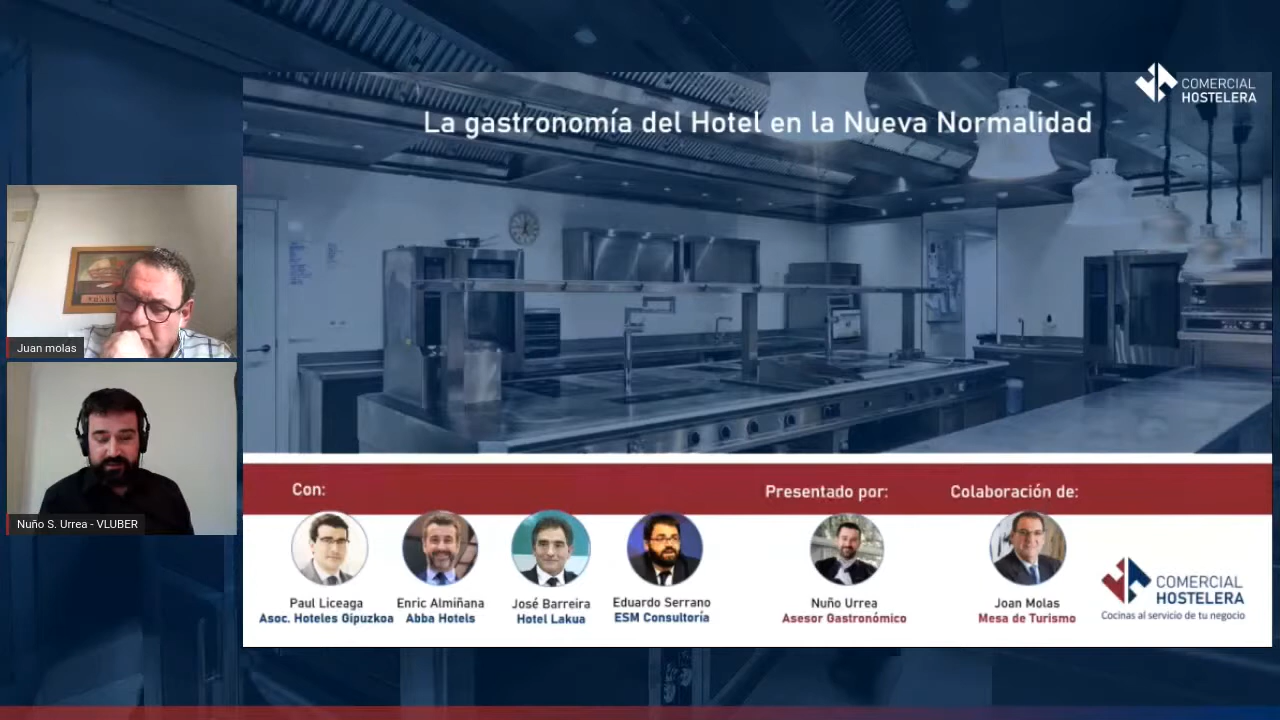 COMERCIAL
HOSTELERA
La gastronomía del Hotel en la Nueva Normalidad
Juan molas
Nuño S. Urrea - VLUBER
Con:
Presentado por:
Colaboración de:
Paul Liceaga
Asoc. Hoteles Gipuzkoa
Enric Almiñana
Abba Hotels
José Barreira
Hotel Lakua
Eduardo Serrano
ESM Consultoría
Nuño Urrea
Asesor Gastronómico
Joan Molas
Mesa de Turismo
COMERCIAL
HOSTELERA
Cocinas al servicio de tu negocio